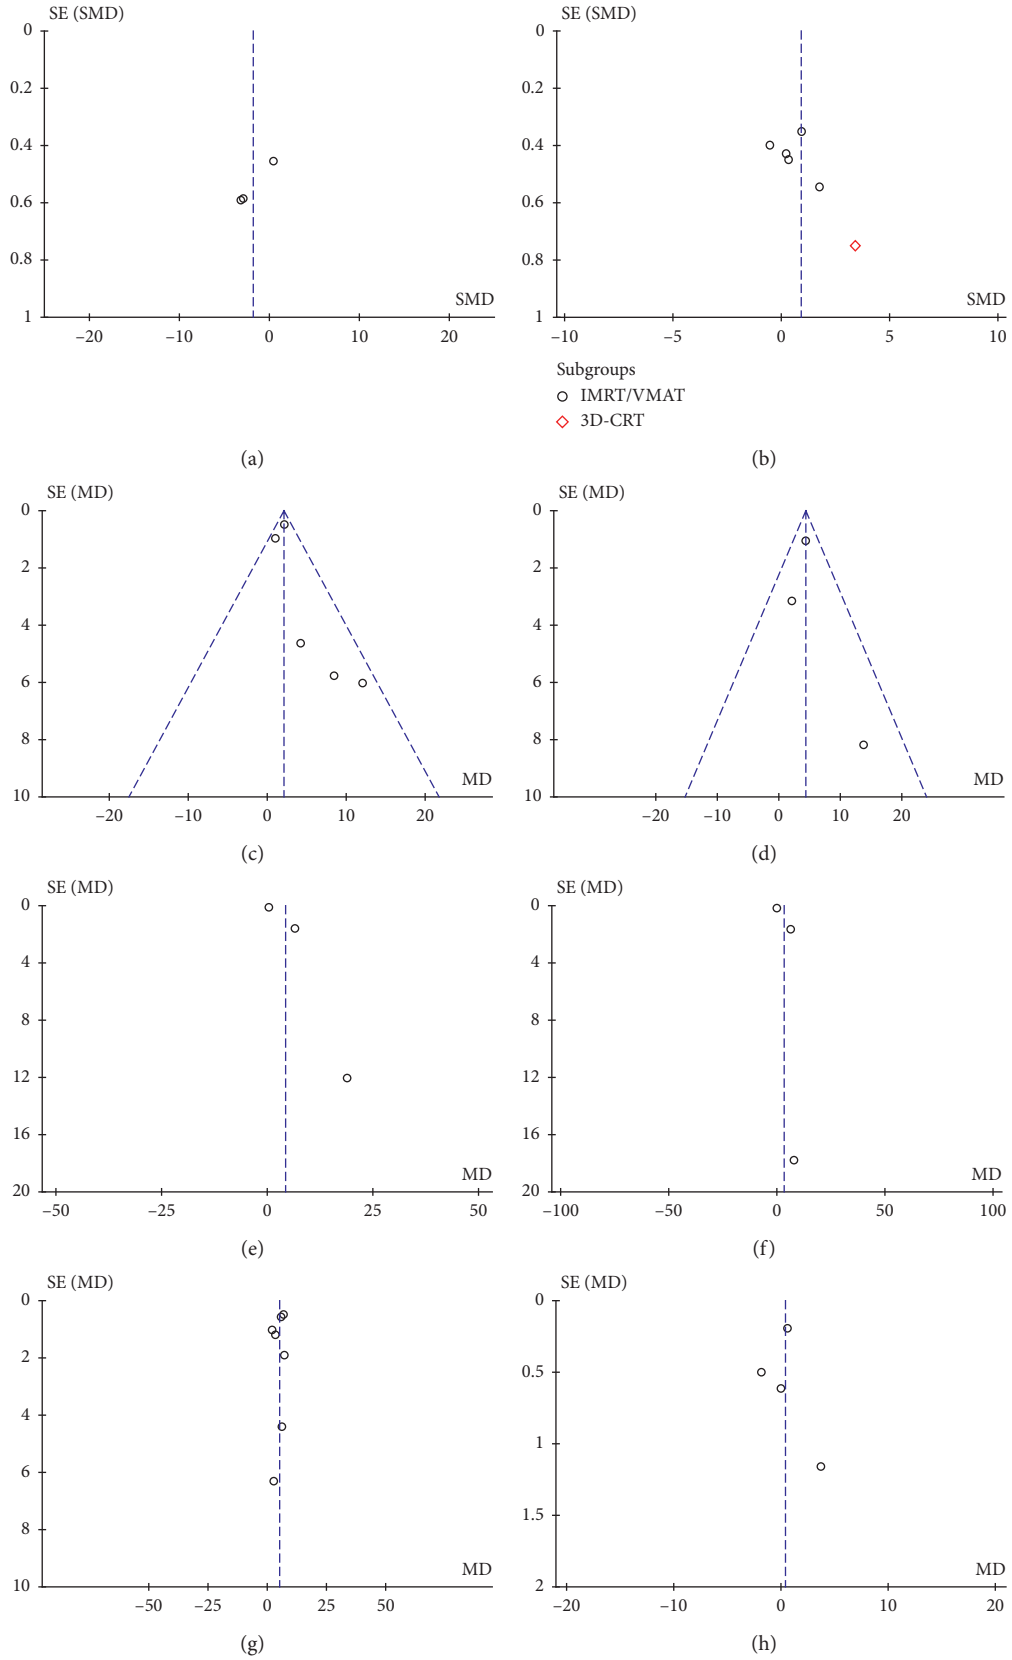 SE (SMD)
0
0.2
0.4
0.6
0.8
1
SMD
–20 –10 0 10 20
(a)
SE (SMD)
0
0.2
0.4
0.6
0.8
1
SMD
–10 –5 0 5 10
Subgroups
IMRT/VMAT
3D-CRT
(b)
SE (MD)
0
2
4
6
8
10
MD
–20 –10 0 10 20
(c)
SE (MD)
0
2
4
6
8
10
MD
–20 –10 0 10 20
(d)
SE (MD)
0
4
8
12
16
20
MD
–50 –25 0 25 50
(e)
SE (MD)
0
4
8
12
16
20
MD
–100 –50 0 50 100
(f)
SE (MD)
0
2
4
6
8
10
MD
–50 –25 0 25 50
(g)
SE (MD)
0
0.5
1
1.5
2
MD
–20 –10 0 10 20
(h)